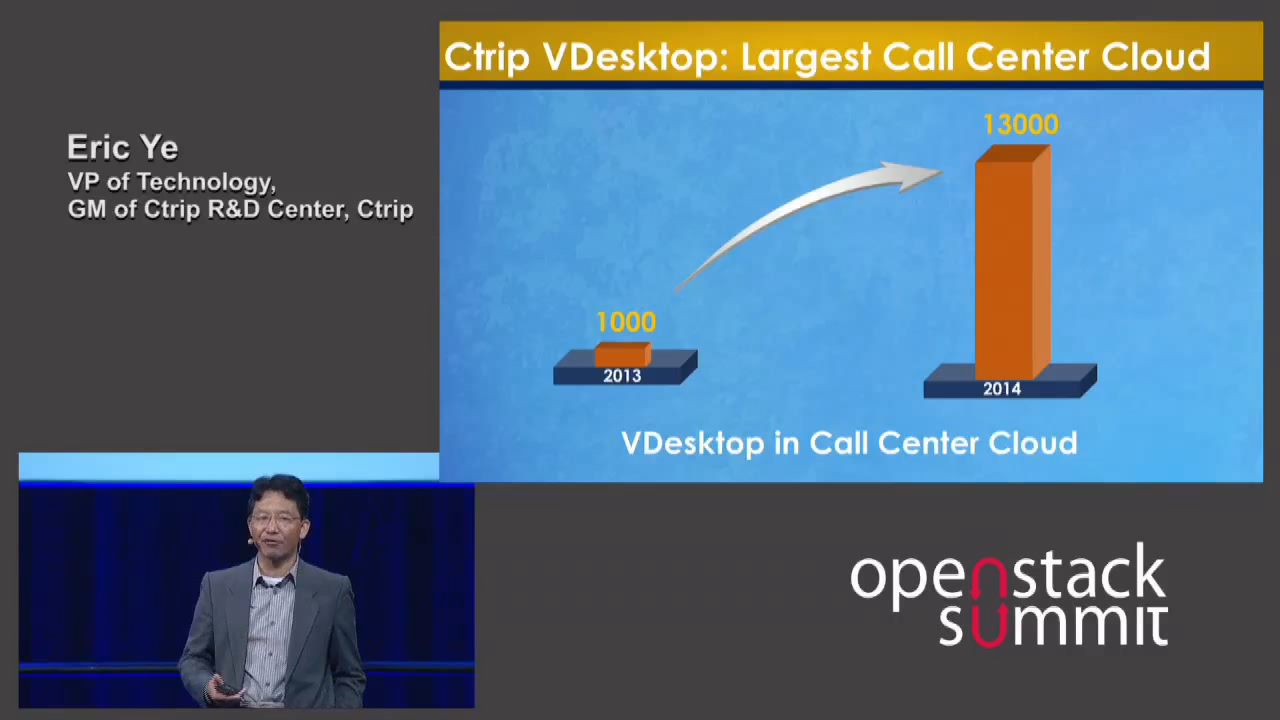 Ctrip VDesktop: Largest Call Center Cloud
Eric Ye
VP of Technology,
GM of Ctrip R&D Center, Ctrip
13000
1000
2013
2014
VDesktop in Call Center Cloud
openstack
summit